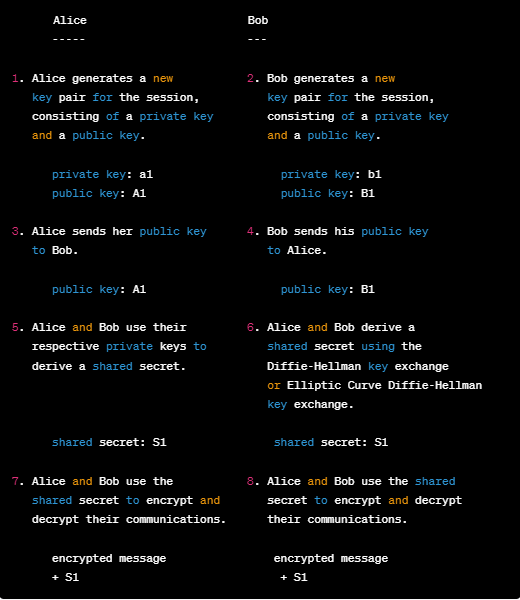 Alice Bob
----- ---
1. Alice generates a new 2. Bob generates a new
key pair for the session, key pair for the session,
consisting of a private key consisting of a private key
and a public key. and a public key.
private key: a1 private key: b1
public key: A1 public key: B1
3. Alice sends her public key 4. Bob sends his public key
to Bob. to Alice.
public key: A1 public key: B1
5. Alice and Bob use their 6. Alice and Bob derive a
respective private keys to shared secret using the
derive a shared secret. Diffie-Hellman key exchange
or Elliptic Curve Diffie-Hellman
key exchange.
shared secret: S1 shared secret: S1
7. Alice and Bob use the 8. Alice and Bob use the shared
shared secret to encrypt and secret to encrypt and decrypt
decrypt their communications. their communications.
encrypted message encrypted message
+ S1 + S1